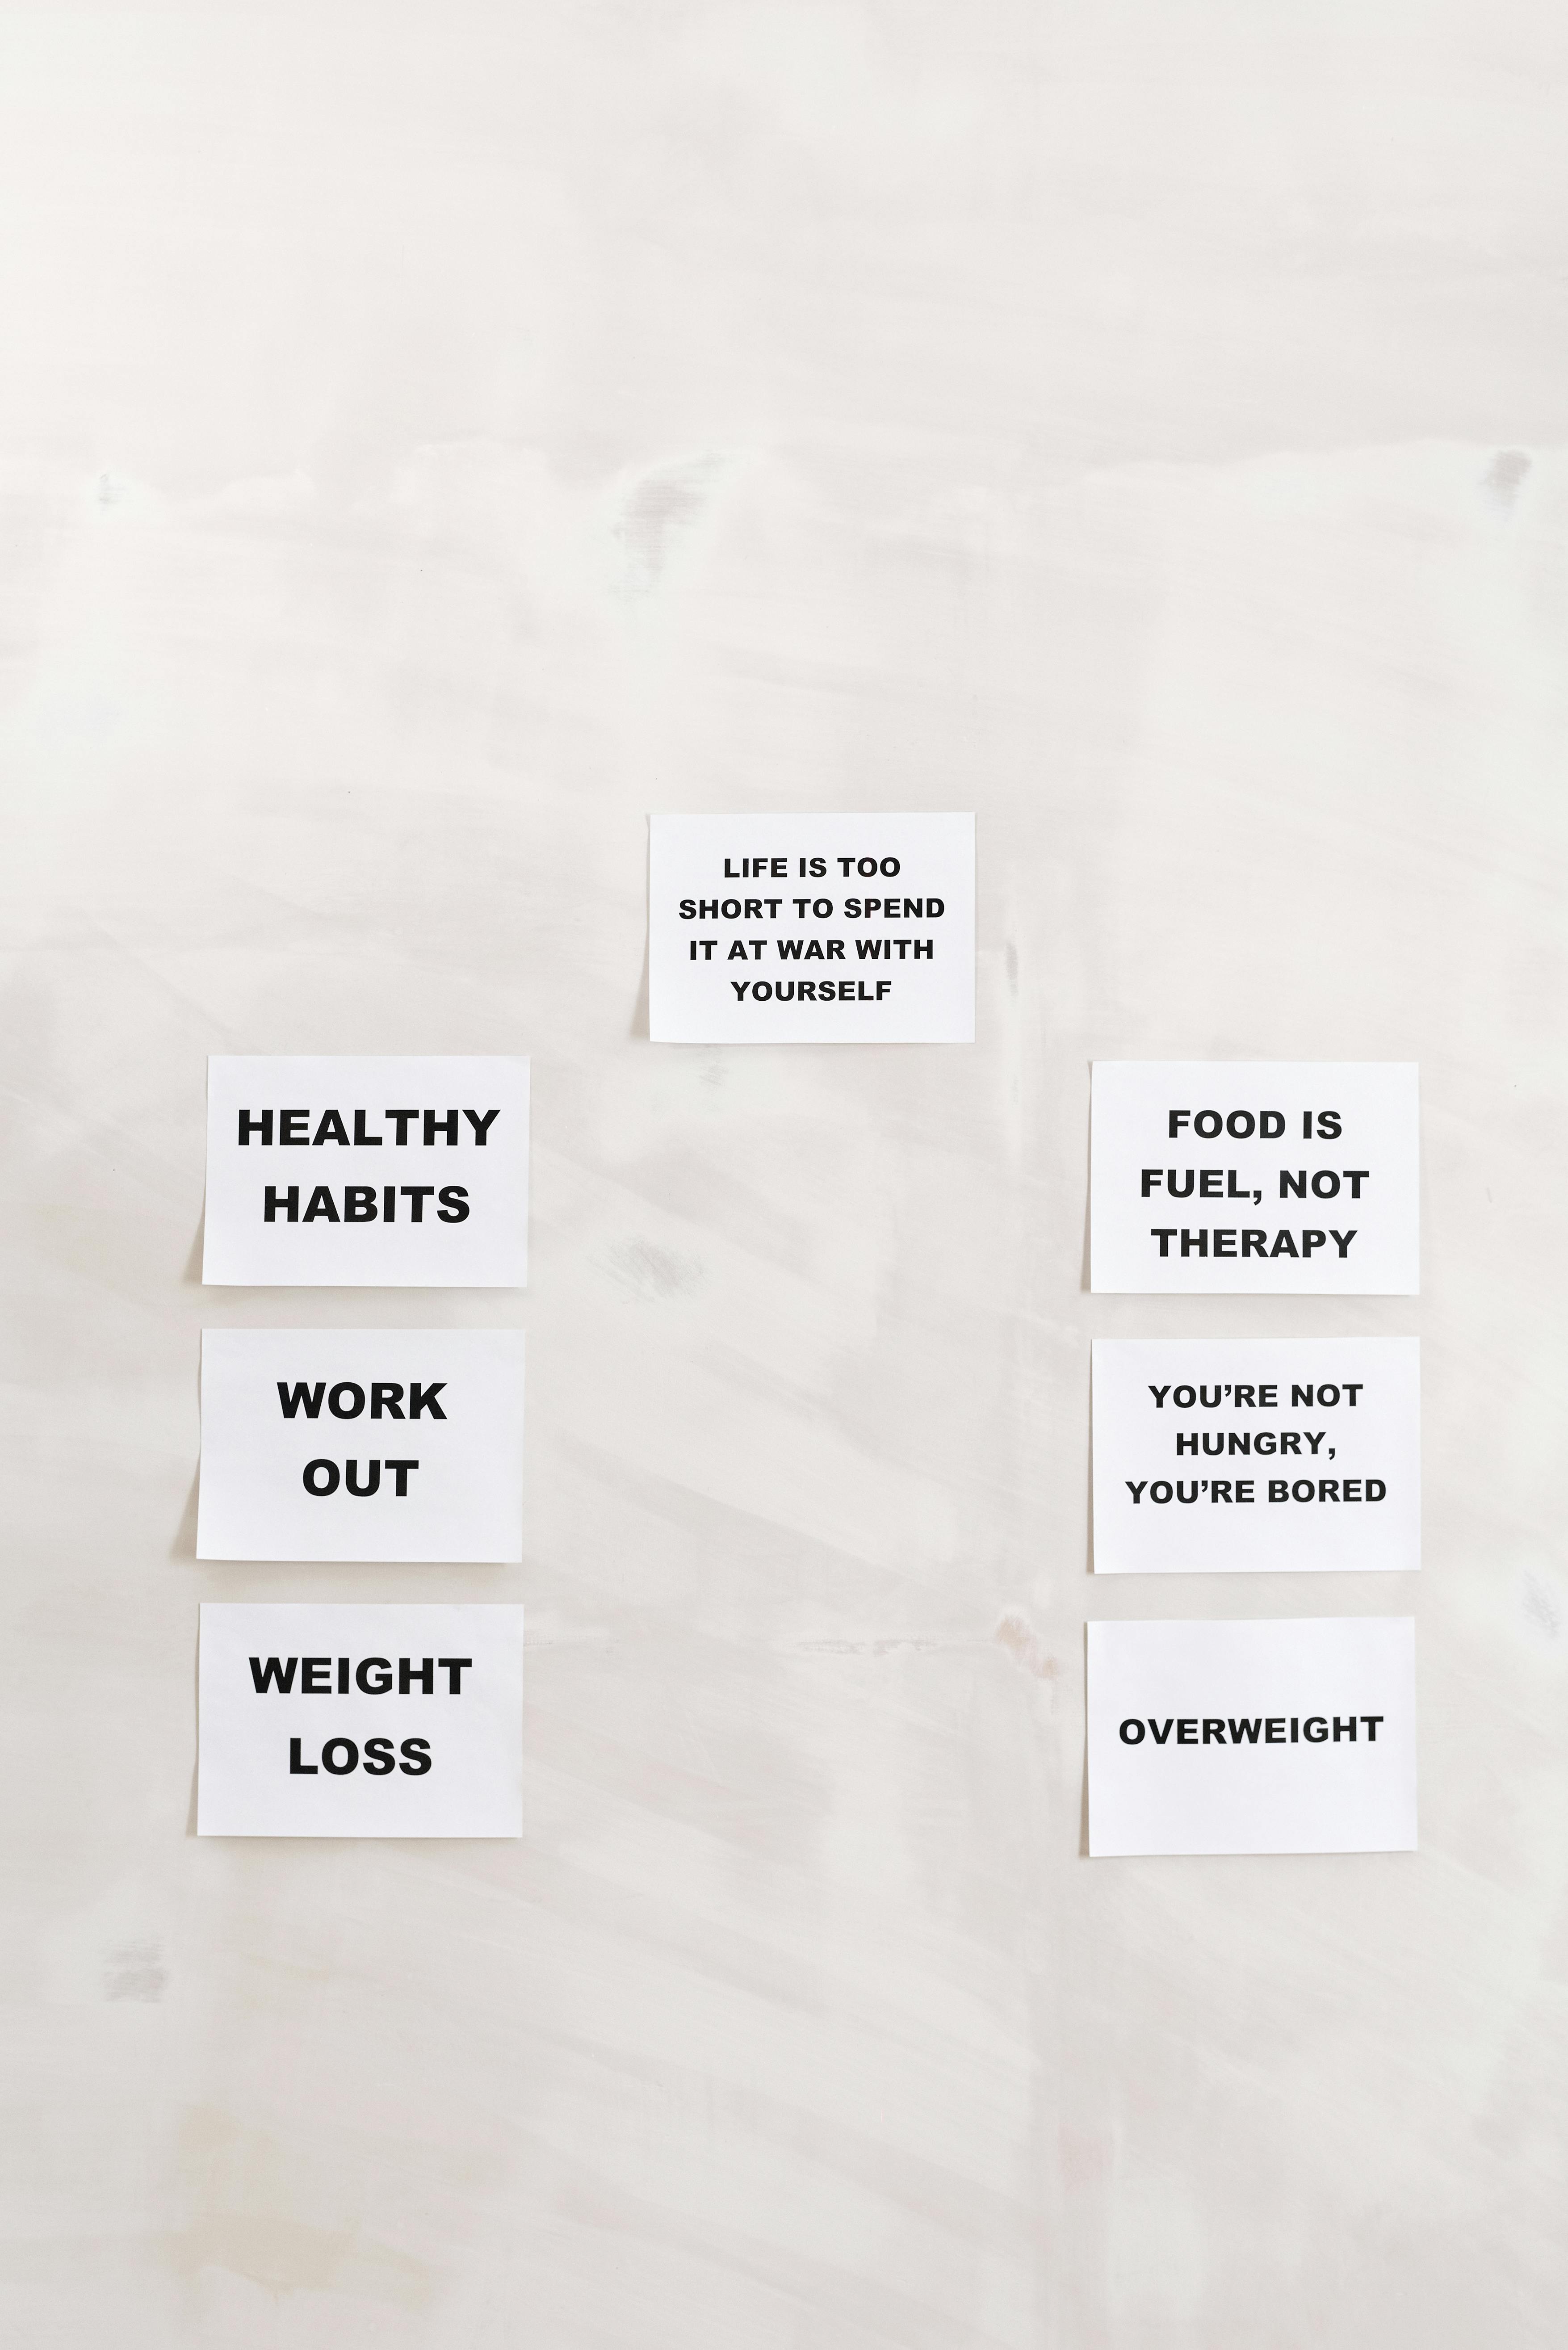 LIFE IS TOO
SHORT TO SPEND
IT AT WAR WITH
YOURSELF
HEALTHY
HABITS
WORK
OUT
WEIGHT
LOSS
FOOD IS
FUEL, NOT
THERAPY
YOU’RE NOT
HUNGRY,
YOU’RE BORED
OVERWEIGHT